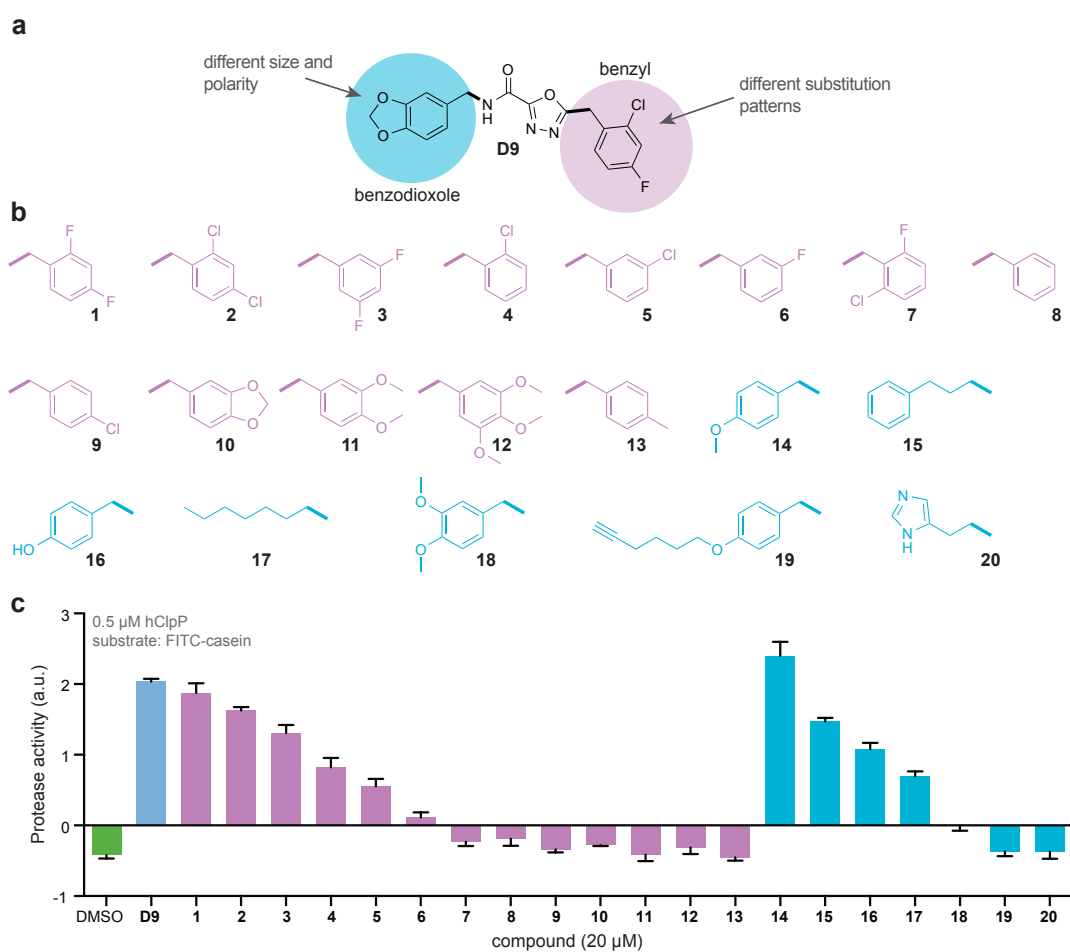 a
different size and
polarity
benzyl
different substitution
patterns
O
O
O
N
H
O
N
N
Cl
F
D9
benzodioxole
b
F
F
1
Cl
Cl
2
F
F
3
Cl
4
Cl
5
F
6
F
Cl
7
8
Cl
9
O
O
10
O
O
11
O
O
O
12
13
O
14
15
HO
16
17
O
O
18
O
19
N
N
H
20
c
0.5 µM hClpP
substrate: FITC-casein
Protease activity (a.u.)
3
2
1
0
-1
DMSO D9 1 2 3 4 5 6 7 8 9 10 11 12 13 14 15 16 17 18 19 20
compound (20 µM)